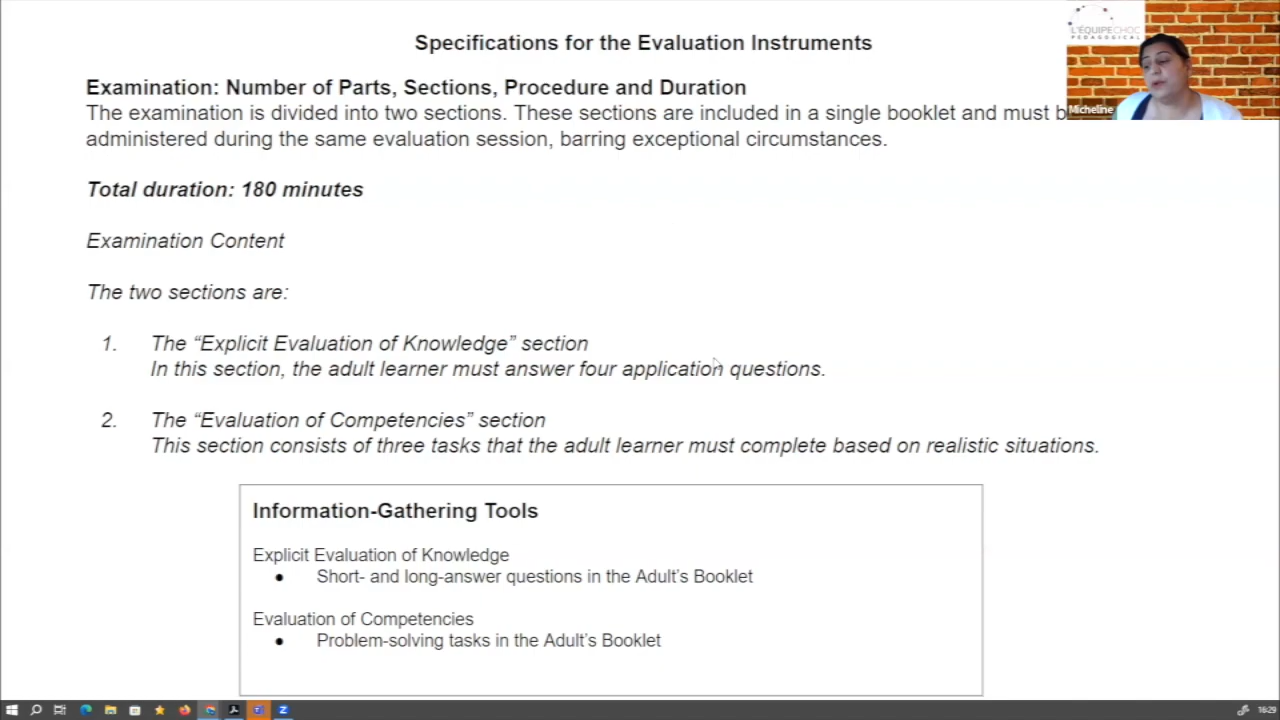 Specifications for the Evaluation Instruments
L'ÉQUIPECHOC
PEDAGOGICAL
Micheline
Examination: Number of Parts, Sections, Procedure and Duration
The examination is divided into two sections. These sections are included in a single booklet and must b
administered during the same evaluation session, barring exceptional circumstances.
Total duration: 180 minutes
Examination Content
The two sections are:
1. The “Explicit Evaluation of Knowledge” section
In this section, the adult learner must answer four application questions.
2. The “Evaluation of Competencies” section
This section consists of three tasks that the adult learner must complete based on realistic situations.
Information-Gathering Tools
Explicit Evaluation of Knowledge
● Short- and long-answer questions in the Adult's Booklet
Evaluation of Competencies
● Problem-solving tasks in the Adult's Booklet
16:29